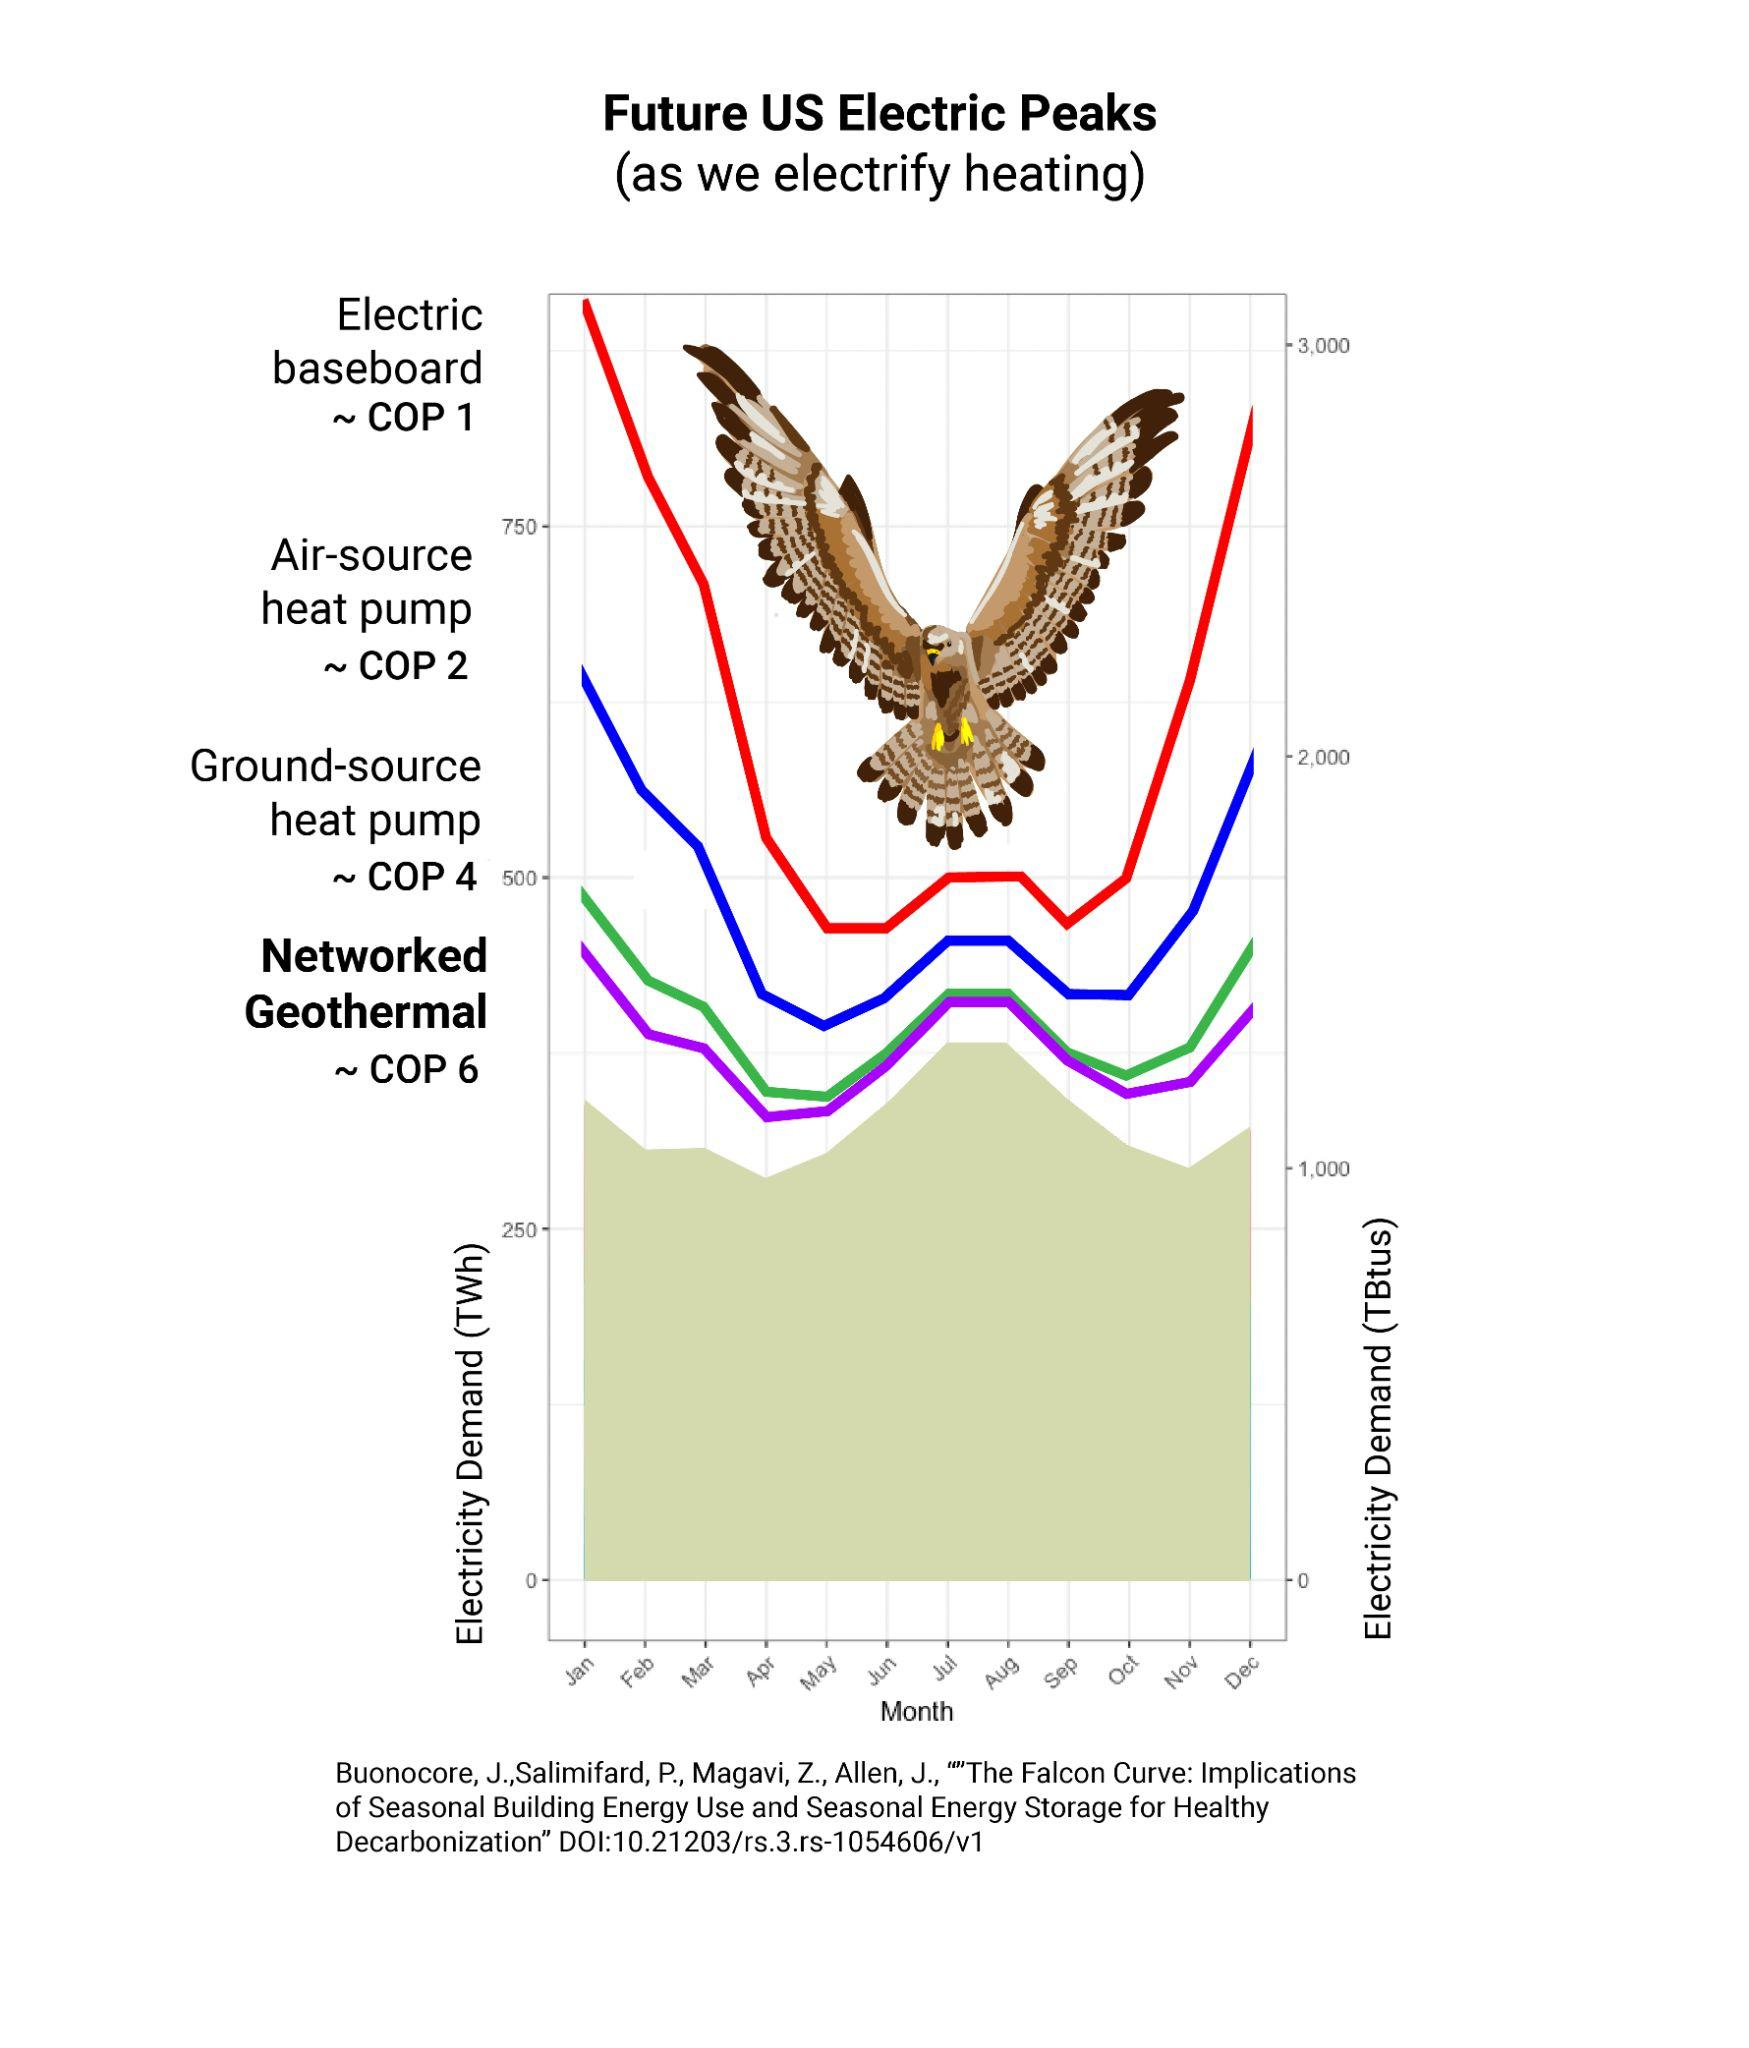 Future US Electric Peaks
(as we electrify heating)
Electric
baseboard
~ COP 1
Air-source
heat pump
~ COP 2
Ground-source
heat pump
~ COP 4
Networked
Geothermal
~ COP 6
750
500
250
0
3,000
2,000
1,000
0
Electricity Demand (TWh)
Electricity Demand (TBtus)
Jan
Feb
Mar
Apr
May
Jun
Jul
Aug
Sep
Oct
Nov
Dec
Month
Buonocore, J.,Salimifard, P., Magavi, Z., Allen, J., “”The Falcon Curve: Implications
of Seasonal Building Energy Use and Seasonal Energy Storage for Healthy
Decarbonization” DOI:10.21203/rs.3.rs-1054606/v1